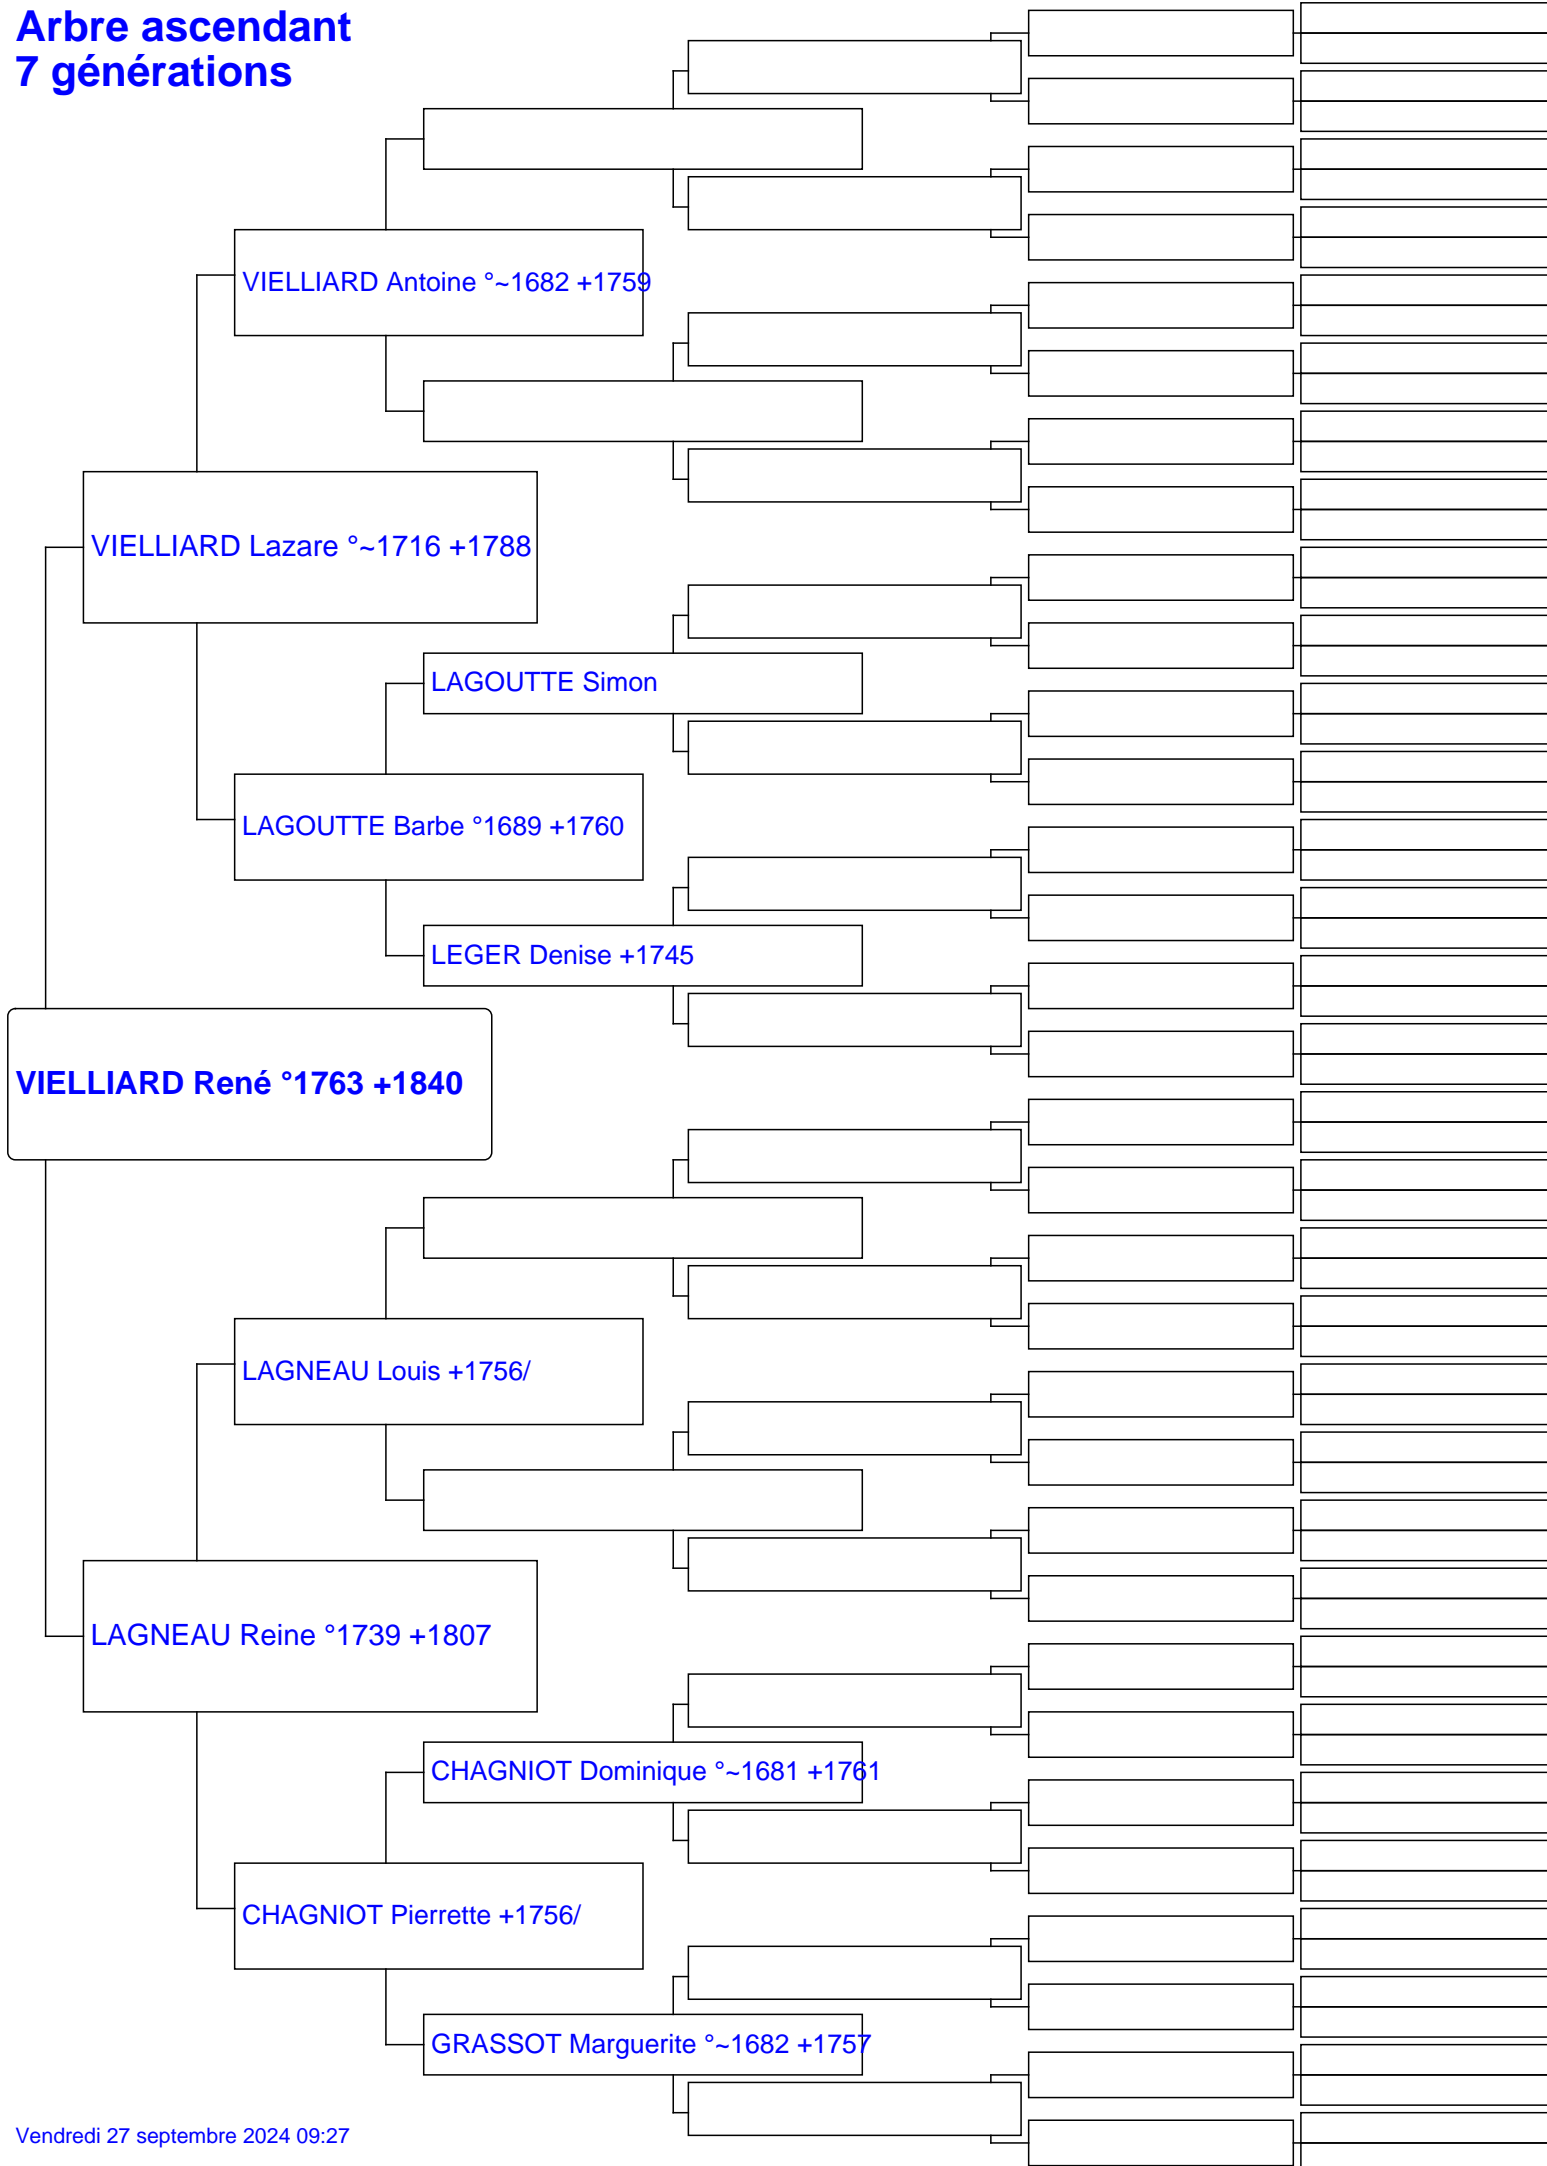 Arbre ascendant
7 générations
VIELLIARD Antoine °~1682 +1759
VIELLIARD Lazare °~1716 +1788
LAGOUTTE Simon
LAGOUTTE Barbe °1689 +1760
LEGER Denise +1745
VIELLIARD René °1763 +1840
LAGNEAU Louis +1756/
LAGNEAU Reine °1739 +1807
CHAGNIOT Dominique °~1681 +1761
CHAGNIOT Pierrette +1756/
GRASSOT Marguerite °~1682 +1757
Vendredi 27 septembre 2024 09:27